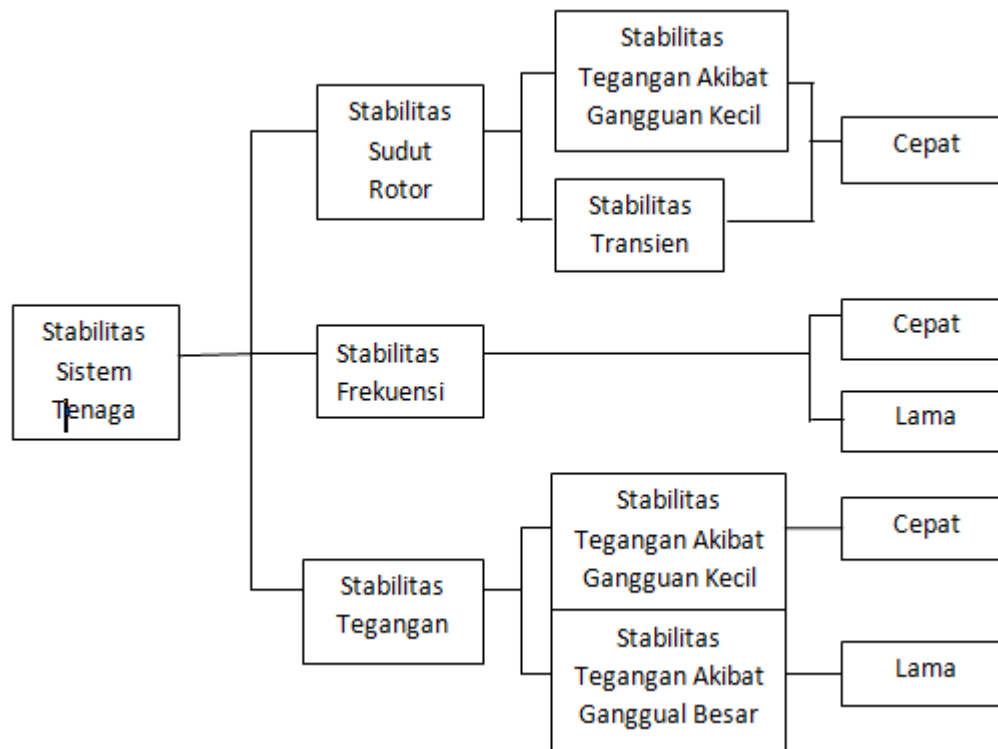 Stabilitas
Sistem
Tenaga
Stabilitas
Sudut
Rotor
Stabilitas
Tegangan Akibat
Gangguan Kecil
Stabilitas
Transien
Cepat
Stabilitas
Frekuensi
Cepat
Lama
Stabilitas
Tegangan
Stabilitas
Tegangan Akibat
Gangguan Kecil
Cepat
Stabilitas
Tegangan Akibat
Ganggual Besar
Lama